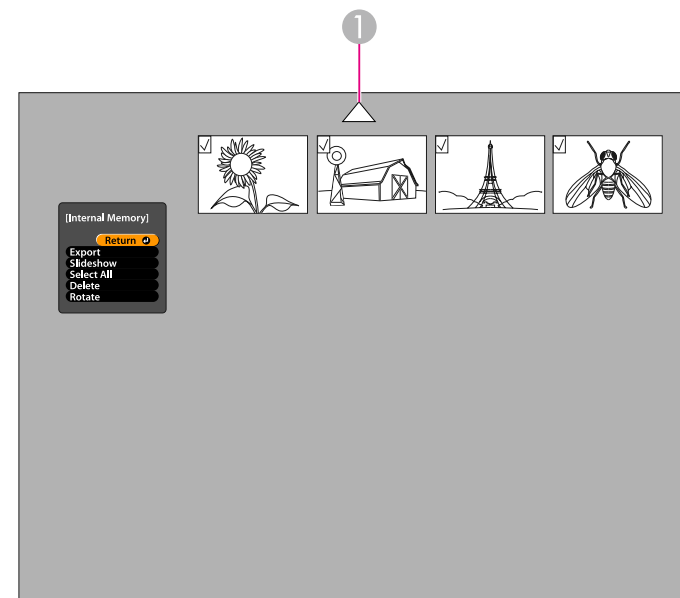 1
[Internal Memory]
Return
Export
Slideshow
Select All
Delete
Rotate